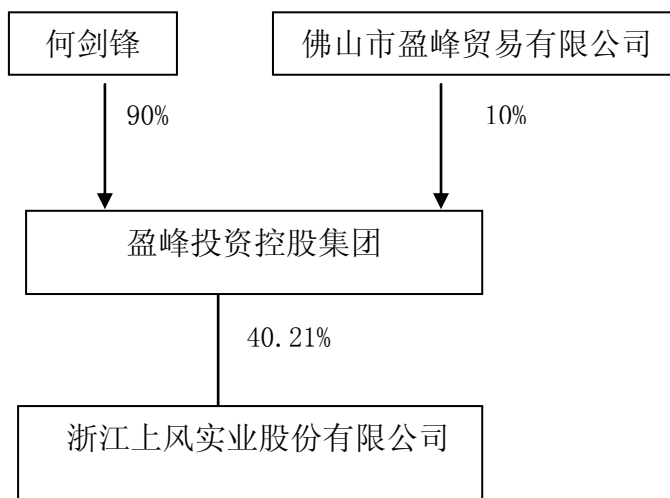 何剑锋
佛山市盈峰贸易有限公司
90%
10%
盈峰投资控股集团
40.21%
浙江上风实业股份有限公司